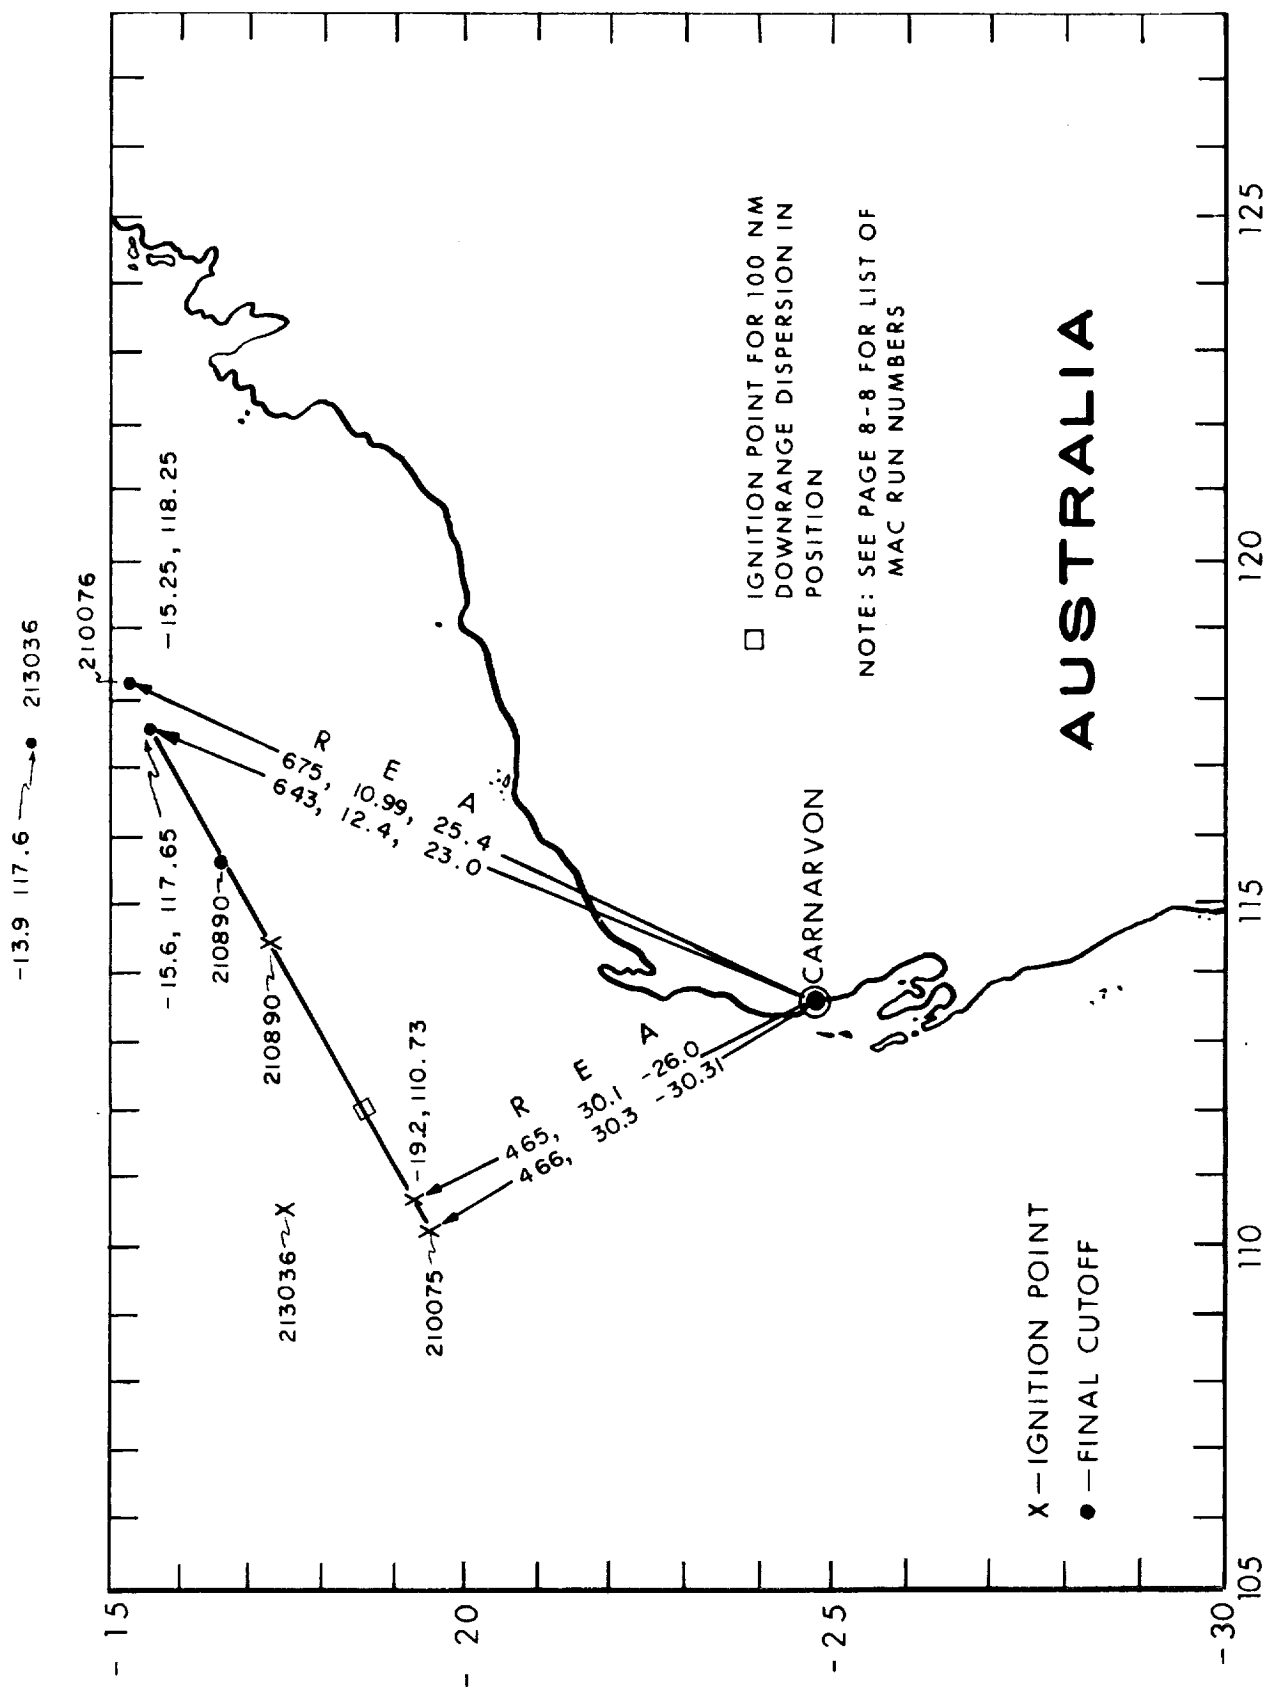 -13.9 117.6
213036
210076
-15.25, 118.25
-15.6, 117.65
210890
210890
R E A
675, 10.99, 25.4
643, 12.4, 23.0
-19.2, 110.73
213036
210075
R E A
465, 30.1 -26.0
466, 30.3 -30.31
CARNARVON
□ IGNITION POINT FOR 100 NM
DOWNRANGE DISPERSION IN
POSITION
NOTE: SEE PAGE 8-8 FOR LIST OF
MAC RUN NUMBERS
AUSTRALIA
X — IGNITION POINT
● — FINAL CUTOFF
-15
-20
-25
-30
105
110
115
120
125